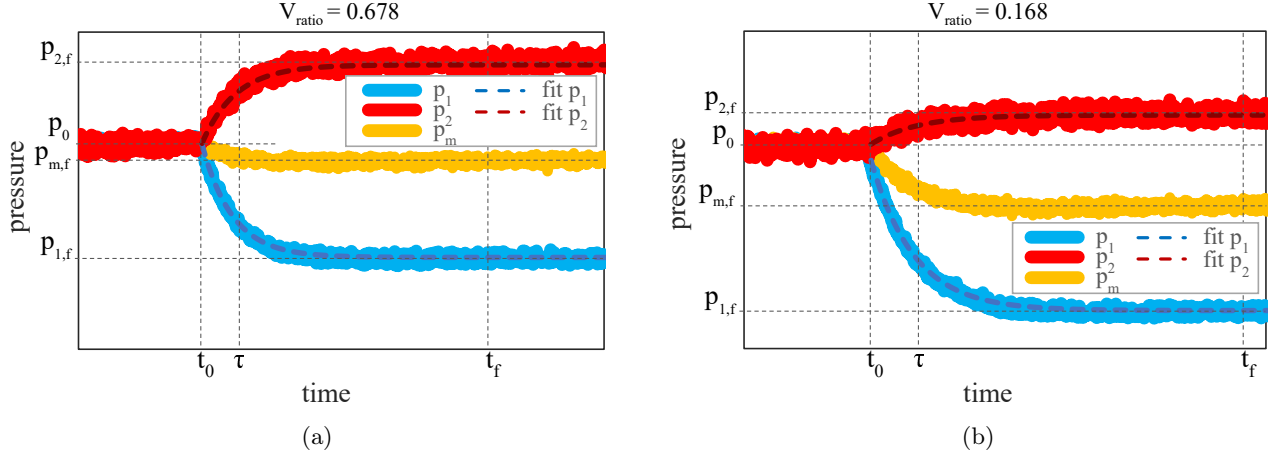 V_ratio = 0.678
pressure
p_2,f
p_0
p_m,f
p_1,f
p_1
p_2
p_m
fit p_1
fit p_2
t_0
τ
t_f
time
(a)
V_ratio = 0.168
pressure
p_2,f
p_0
p_m,f
p_1,f
p_1
p_2
p_m
fit p_1
fit p_2
t_0
τ
t_f
time
(b)